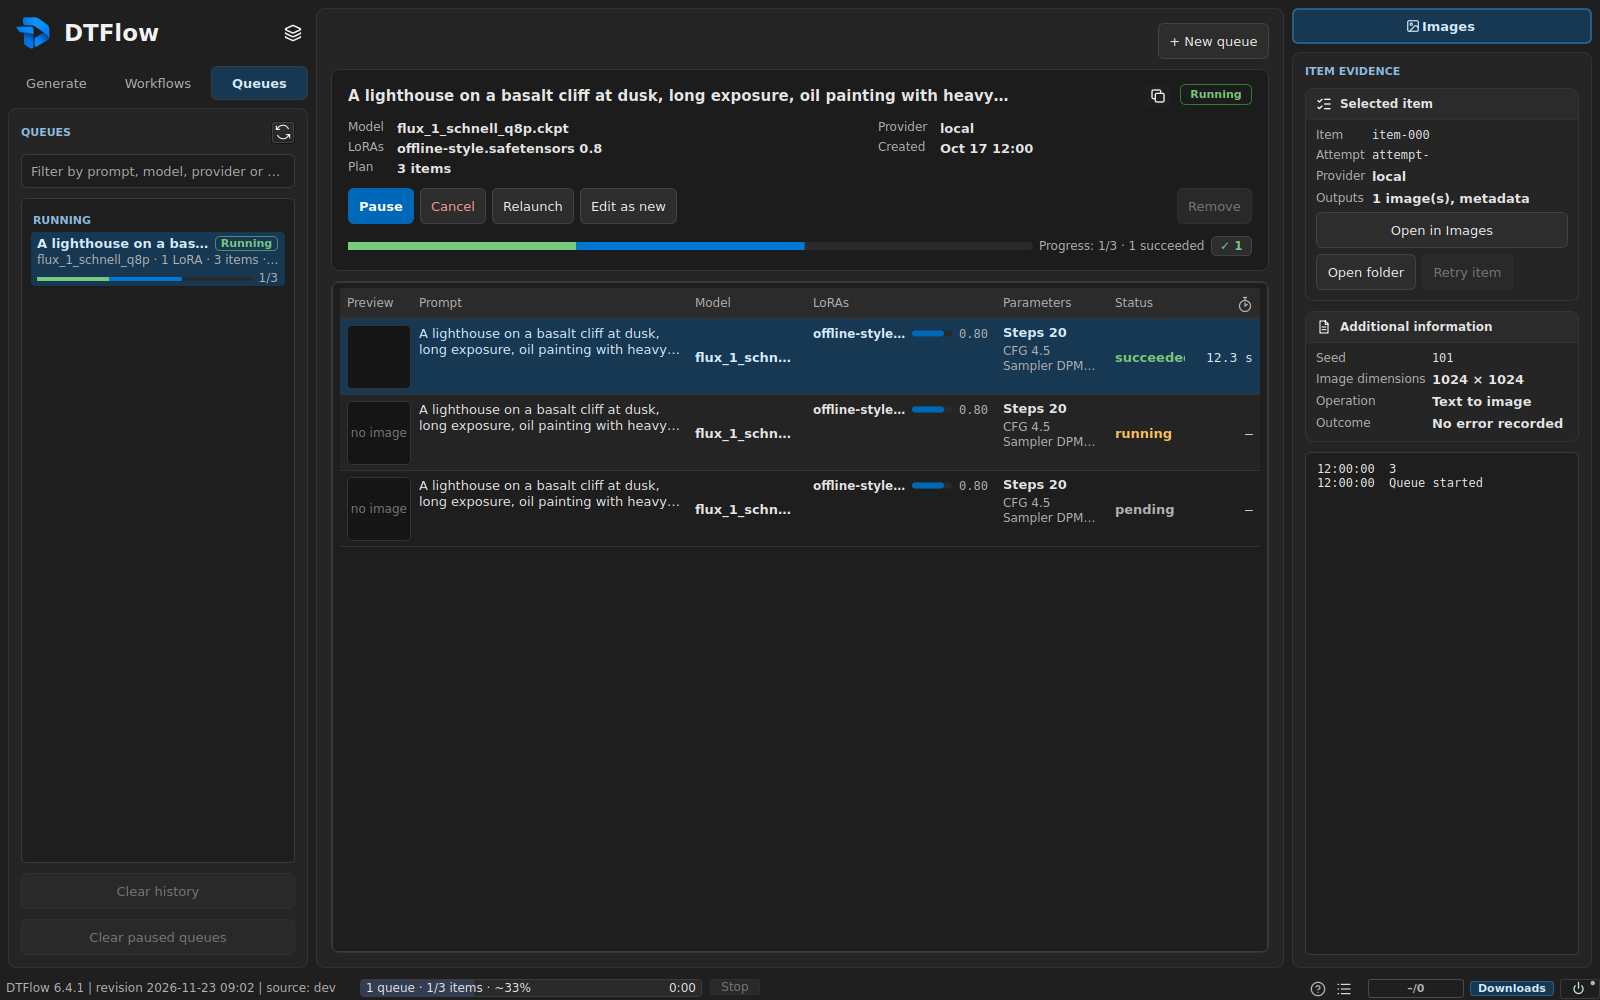 DTFlow
Generate
Workflows
Queues
QUEUES
Filter by prompt, model, provider or ...
RUNNING
A lighthouse on a bas... Running
flux_1_schnell_q8p · 1 LoRA · 3 items ·...
1/3
Clear history
Clear paused queues
+ New queue
A lighthouse on a basalt cliff at dusk, long exposure, oil painting with heavy...
Running
Model flux_1_schnell_q8p.ckpt
Provider local
LoRAs offline-style.safetensors 0.8
Created Oct 17 12:00
Plan 3 items
Pause
Cancel
Relaunch
Edit as new
Remove
Progress: 1/3 · 1 succeeded ✓ 1
Preview Prompt Model LoRAs Parameters Status
A lighthouse on a basalt cliff at dusk,
long exposure, oil painting with heavy...
flux_1_schn...
offline-style... 0.80
Steps 20
CFG 4.5
Sampler DPM...
succeeded
12.3 s
no image
A lighthouse on a basalt cliff at dusk,
long exposure, oil painting with heavy...
flux_1_schn...
offline-style... 0.80
Steps 20
CFG 4.5
Sampler DPM...
running
–
no image
A lighthouse on a basalt cliff at dusk,
long exposure, oil painting with heavy...
flux_1_schn...
offline-style... 0.80
Steps 20
CFG 4.5
Sampler DPM...
pending
–
Images
ITEM EVIDENCE
Selected item
Item item-000
Attempt attempt-
Provider local
Outputs 1 image(s), metadata
Open in Images
Open folder
Retry item
Additional information
Seed 101
Image dimensions 1024 × 1024
Operation Text to image
Outcome No error recorded
12:00:00 3
12:00:00 Queue started
DTFlow 6.4.1 | revision 2026-11-23 09:02 | source: dev
1 queue · 1/3 items · ~33% 0:00
Stop
–/0
Downloads